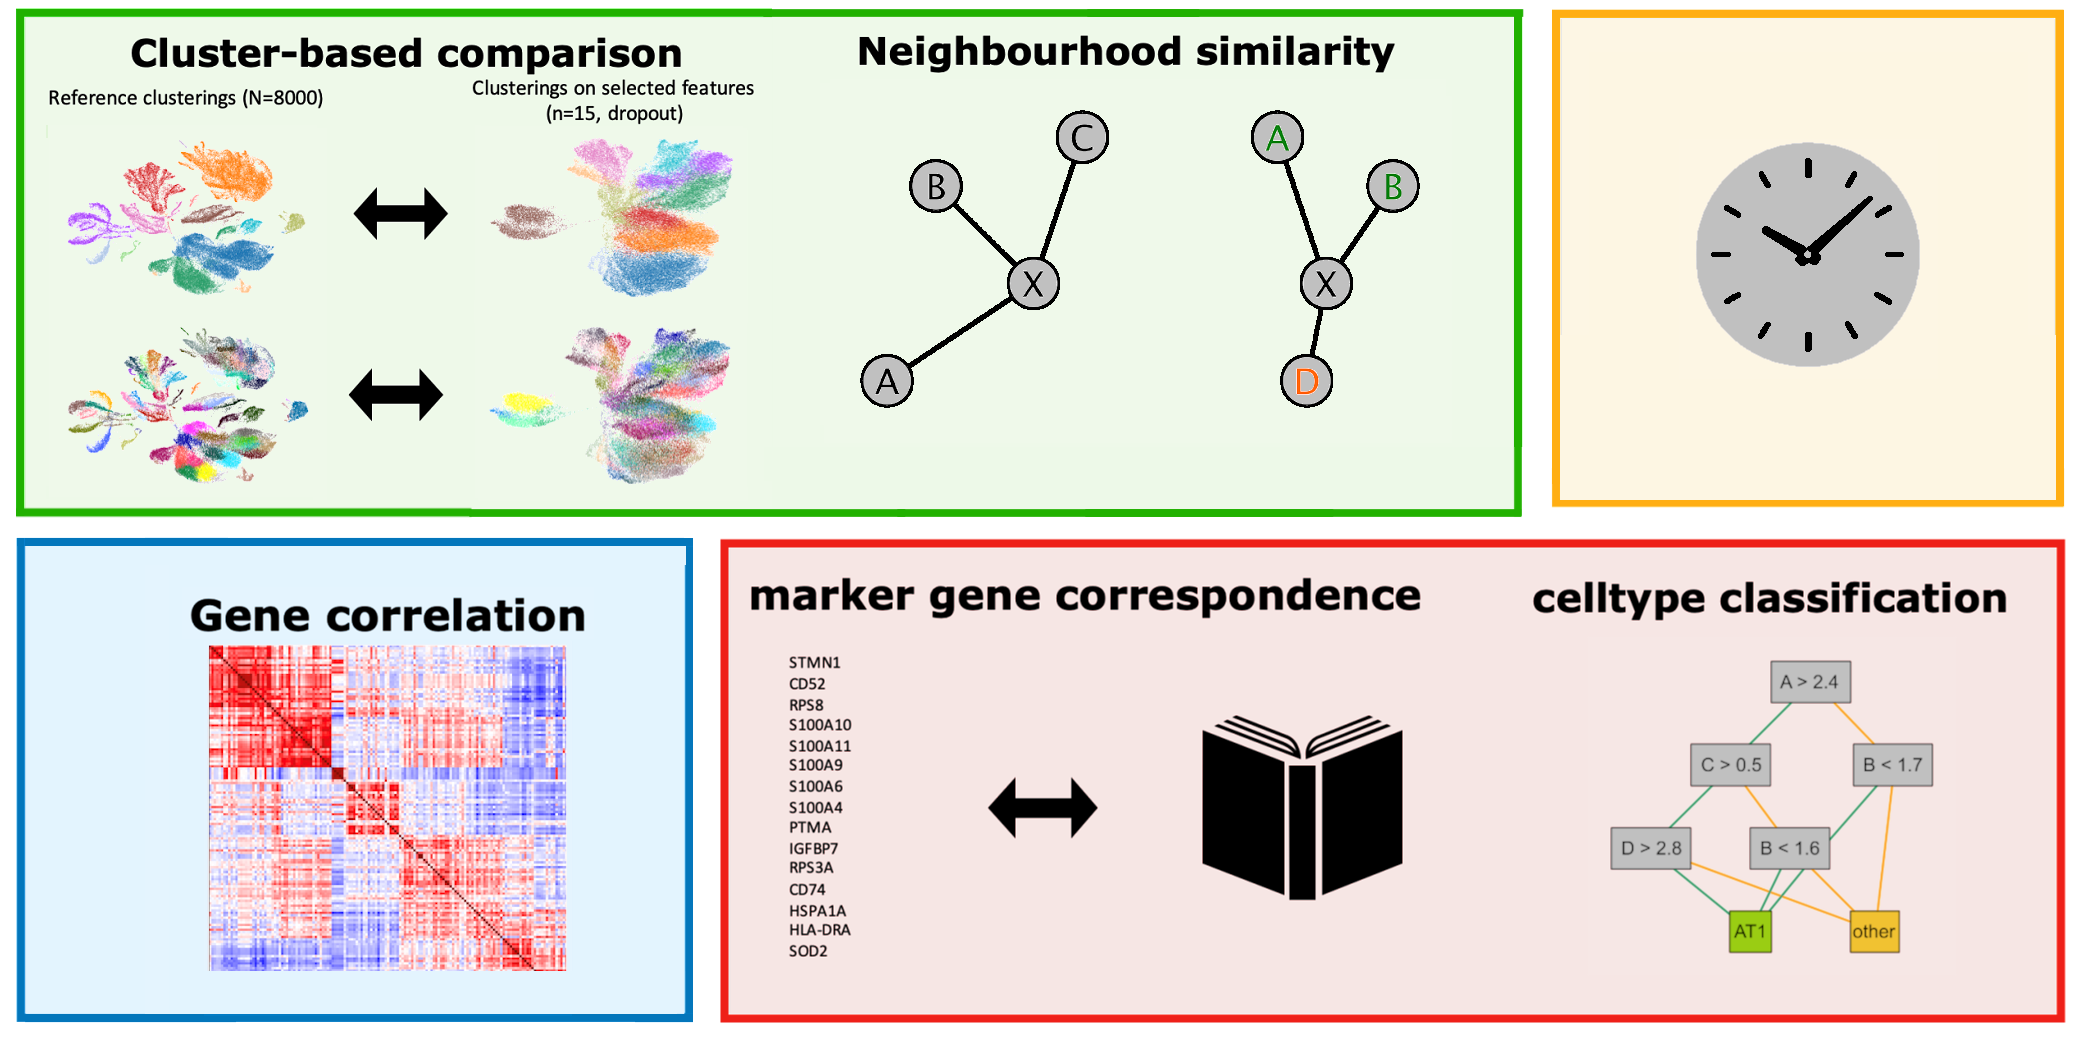 Cluster-based comparison
Reference clusterings (N=8000)
Clusterings on selected features
(n=15, dropout)
Neighbourhood similarity
C
B
X
A
A
B
X
D
Gene correlation
marker gene correspondence
STMN1
CD52
RPS8
S100A10
S100A11
S100A9
S100A6
S100A4
PTMA
IGFBP7
RPS3A
CD74
HSPA1A
HLA-DRA
SOD2
celltype classification
A > 2.4
C > 0.5
B < 1.7
D > 2.8
B < 1.6
AT1
other